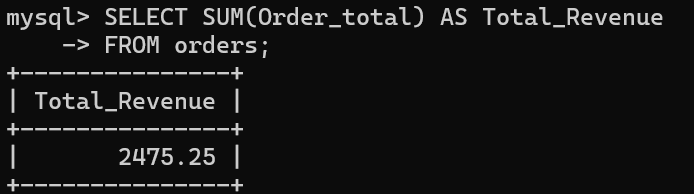 mysql> SELECT SUM(Order_total) AS Total_Revenue
    -> FROM orders;
+---------------+
| Total_Revenue |
+---------------+
|       2475.25 |
+---------------+